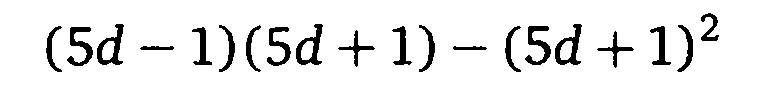 (5d − 1)(5d + 1) − (5d + 1)²